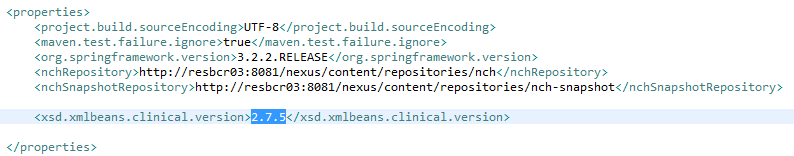 <properties>
<project.build.sourceEncoding>UTF-8</project.build.sourceEncoding>
<maven.test.failure.ignore>true</maven.test.failure.ignore>
<org.springframework.version>3.2.2.RELEASE</org.springframework.version>
<nchRepository>http://resbcr03:8081/nexus/content/repositories/nch</nchRepository>
<nchSnapshotRepository>http://resbcr03:8081/nexus/content/repositories/nch-snapshot</nchSnapshotRepository>
<xsd.xmlbeans.clinical.version>2.7.5</xsd.xmlbeans.clinical.version>
</properties>